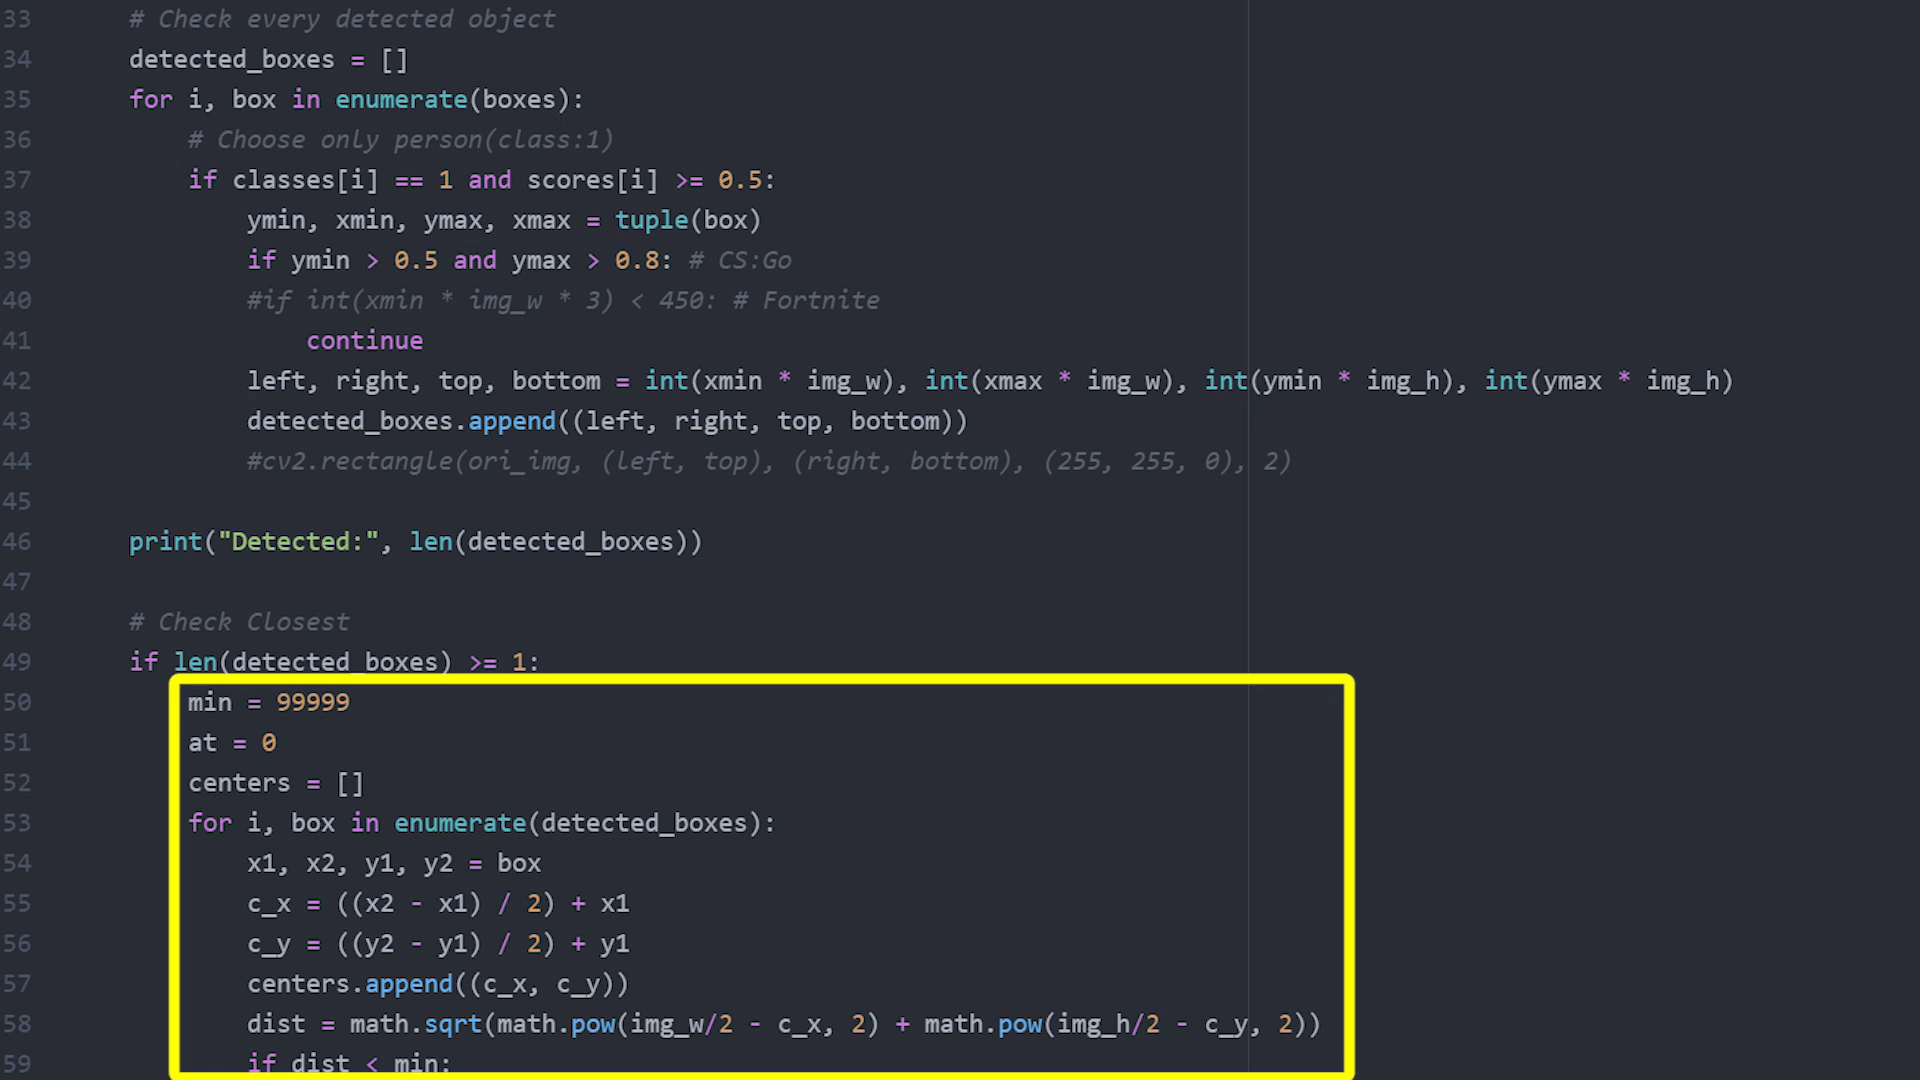 33 # Check every detected object
34 detected_boxes = []
35 for i, box in enumerate(boxes):
36 # Choose only person(class:1)
37 if classes[i] == 1 and scores[i] >= 0.5:
38 ymin, xmin, ymax, xmax = tuple(box)
39 if ymin > 0.5 and ymax > 0.8: # CS:Go
40 #if int(xmin * img_w * 3) < 450: # Fortnite
41 continue
42 left, right, top, bottom = int(xmin * img_w), int(xmax * img_w), int(ymin * img_h), int(ymax * img_h)
43 detected_boxes.append((left, right, top, bottom))
44 #cv2.rectangle(ori_img, (left, top), (right, bottom), (255, 255, 0), 2)
45
46 print("Detected:", len(detected_boxes))
47
48 # Check Closest
49 if len(detected_boxes) >= 1:
50 min = 99999
51 at = 0
52 centers = []
53 for i, box in enumerate(detected_boxes):
54 x1, x2, y1, y2 = box
55 c_x = ((x2 - x1) / 2) + x1
56 c_y = ((y2 - y1) / 2) + y1
57 centers.append((c_x, c_y))
58 dist = math.sqrt(math.pow(img_w/2 - c_x, 2) + math.pow(img_h/2 - c_y, 2))
59 if dist < min: